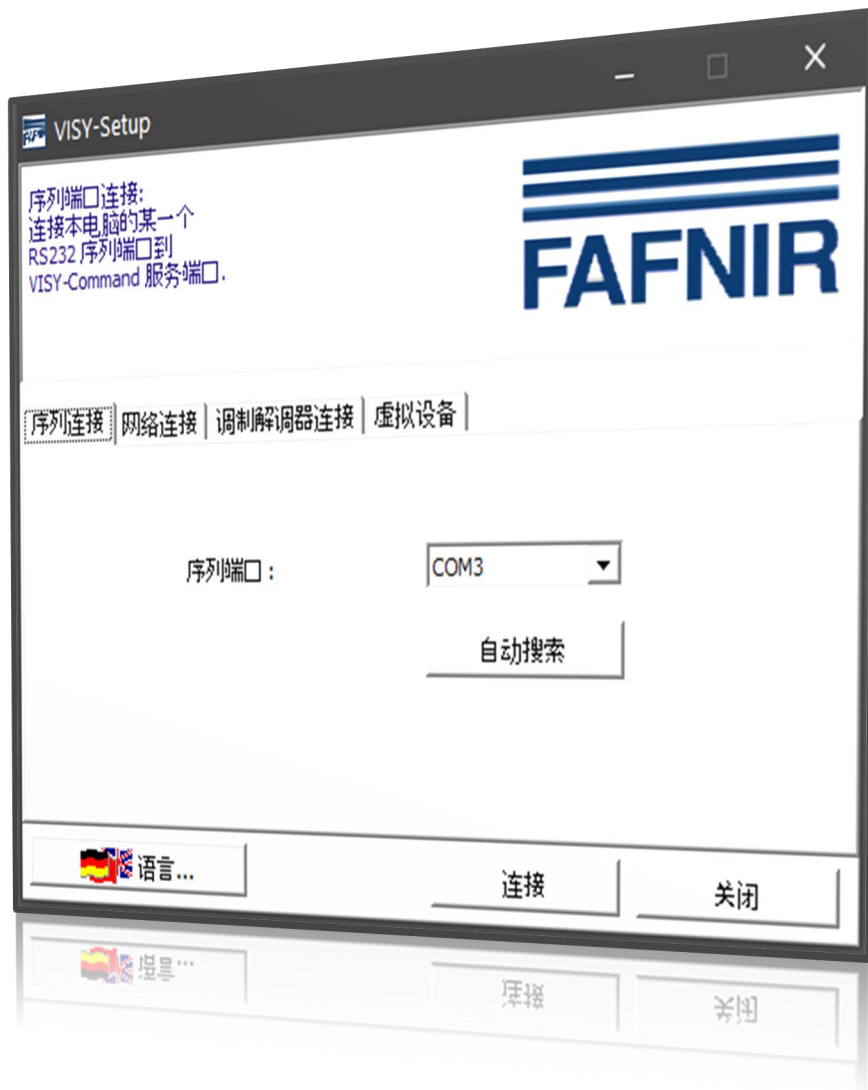 VISY-Setup
序列端口连接:
连接本电脑的某一个
RS232 序列端口到
VISY-Command 服务端口.
FAFNIR
序列连接 网络连接 调制解调器连接 虚拟设备
序列端口：
COM3
自动搜索
语言...
连接 关闭